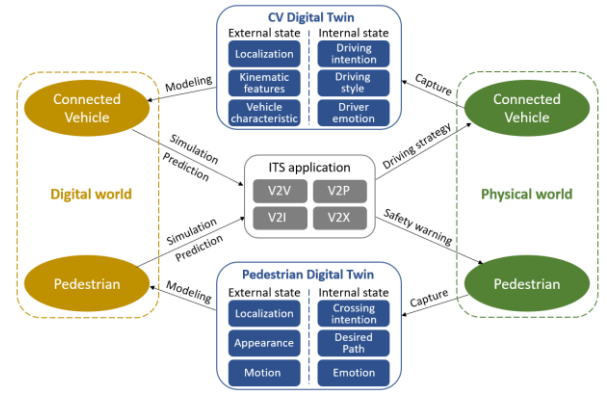 CV Digital Twin
External state
Internal state
Localization
Kinematic
features
Vehicle
characteristic
Driving
intention
Driving
style
Driver
emotion
Modeling
Capture
Connected
Vehicle
Connected
Vehicle
Simulation
Prediction
Driving strategy
ITS application
V2V
V2P
V2I
V2X
Digital world
Physical world
Simulation
Prediction
Safety warning
Pedestrian
Pedestrian
Modeling
Capture
Pedestrian Digital Twin
External state
Internal state
Localization
Appearance
Motion
Crossing
intention
Desired
Path
Emotion